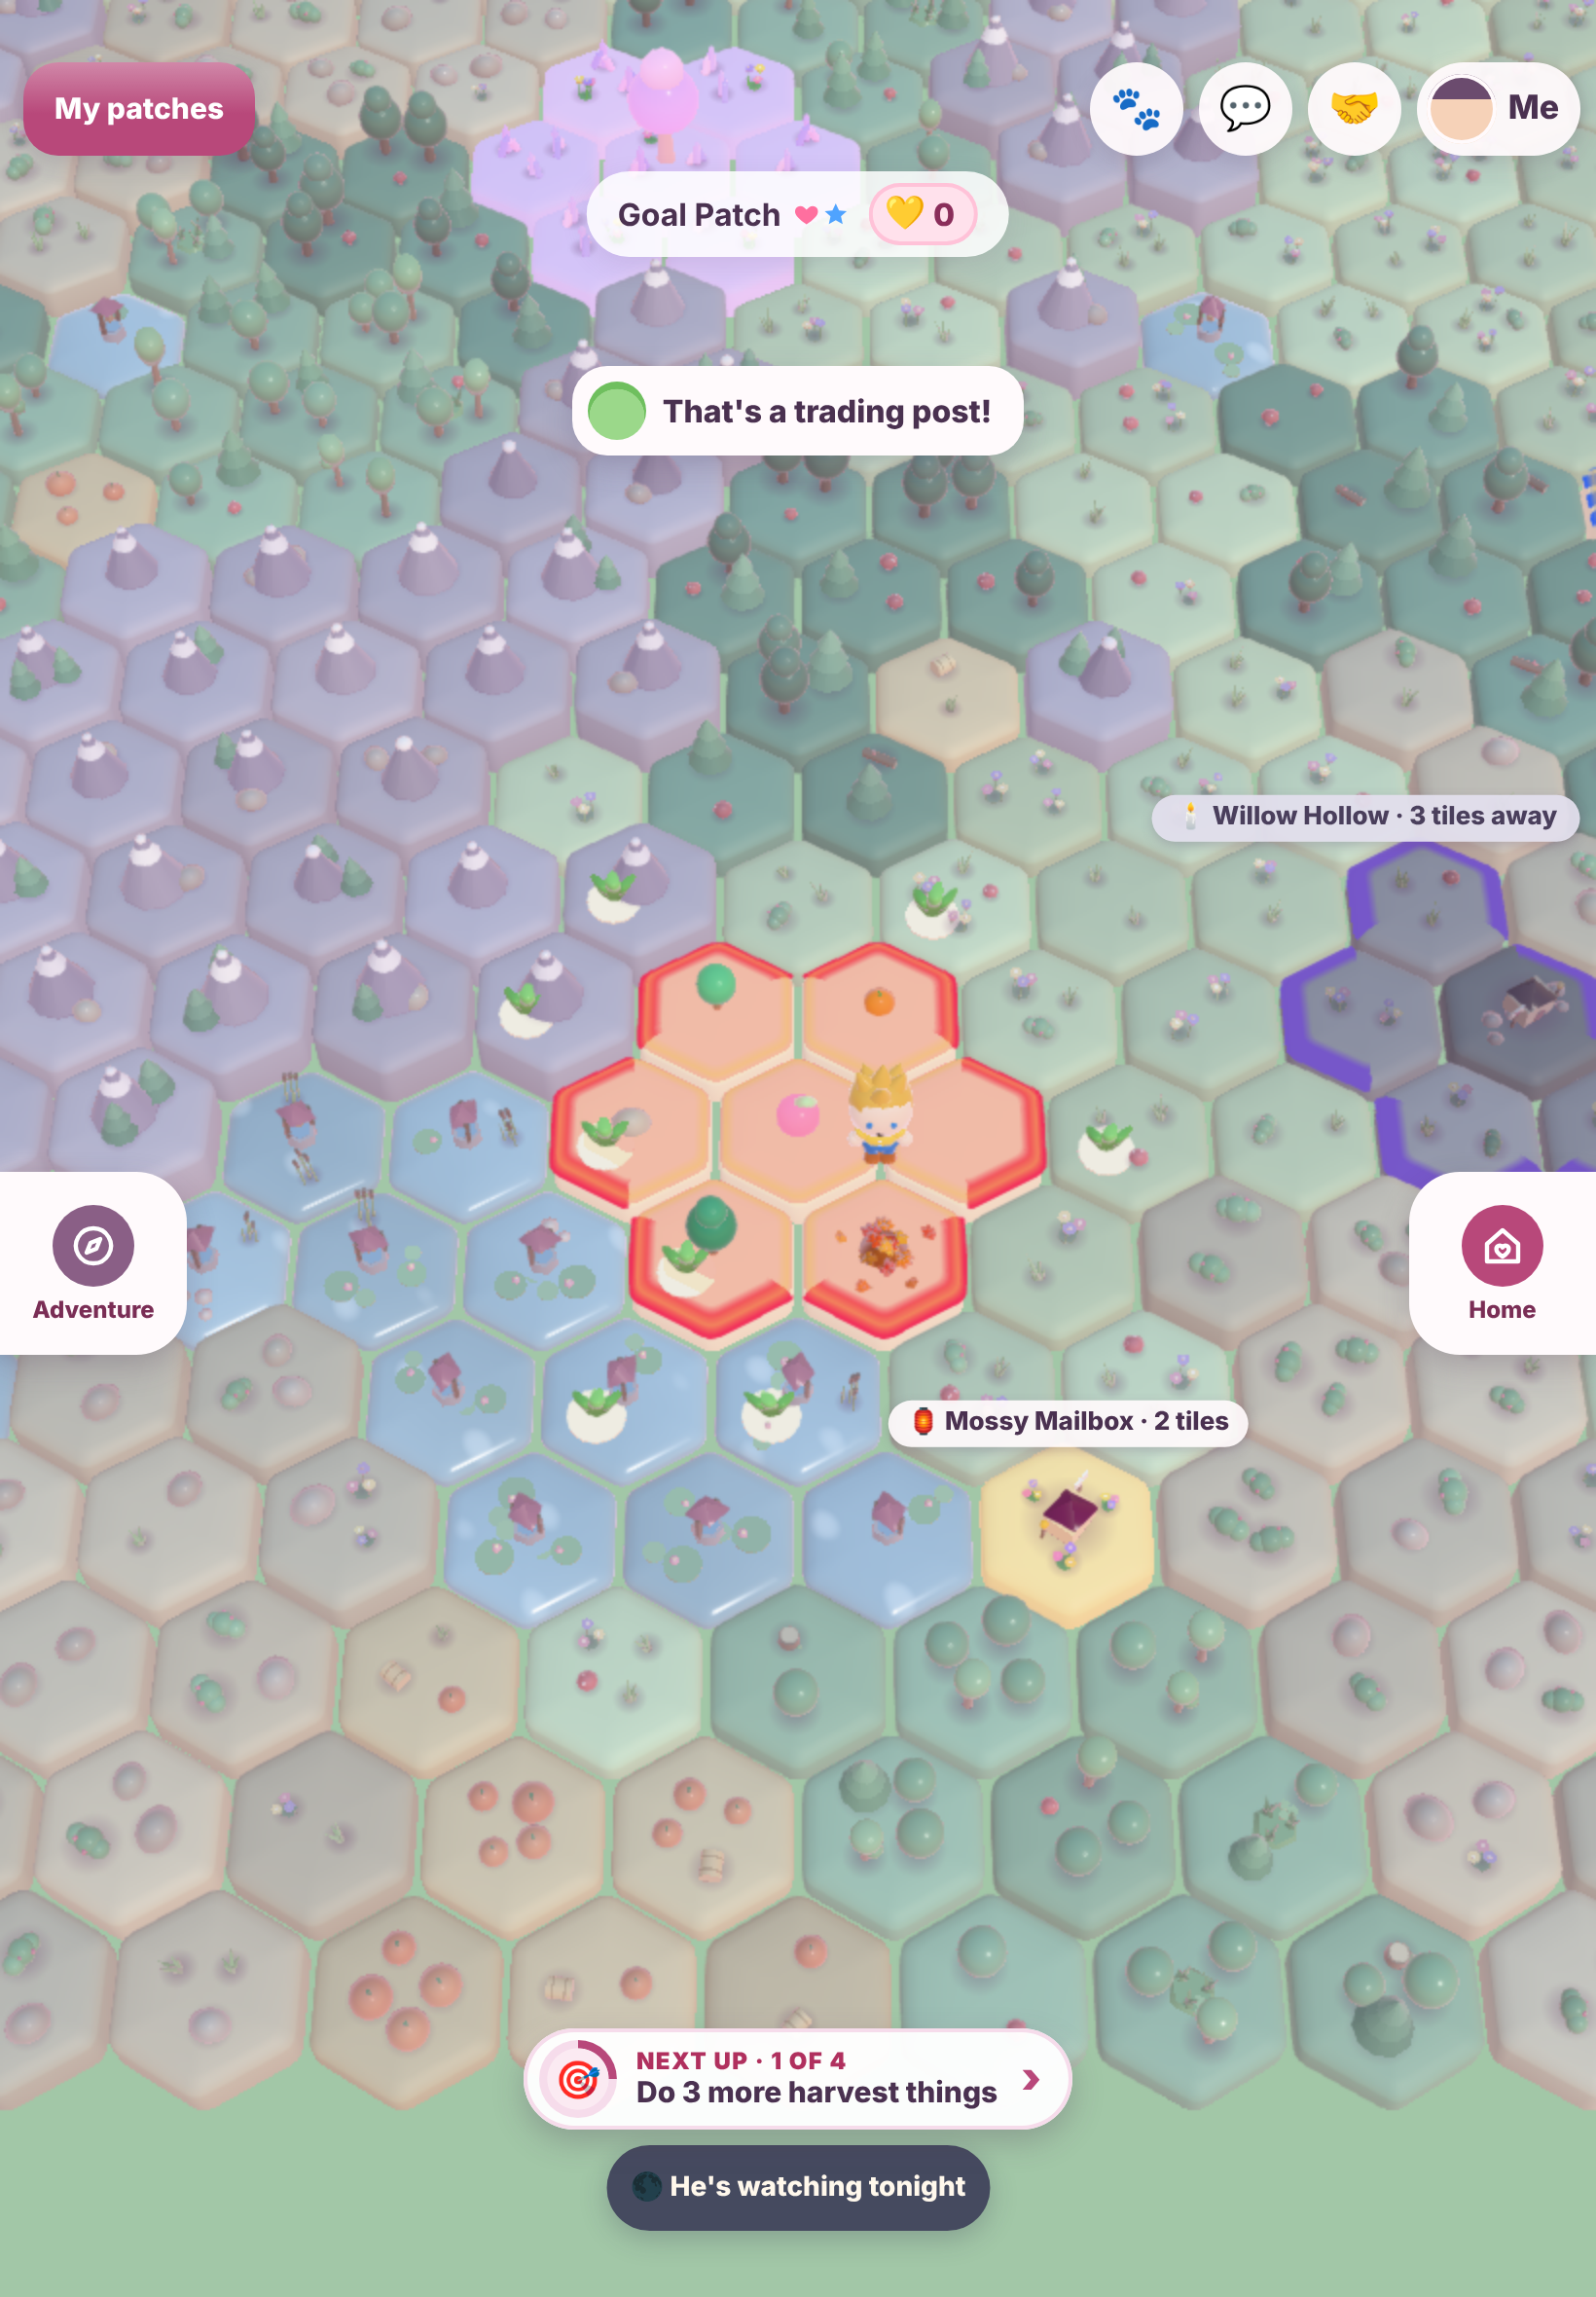 My patches
Me
Goal Patch 0
That's a trading post!
Willow Hollow · 3 tiles away
Adventure
Home
Mossy Mailbox · 2 tiles
NEXT UP · 1 OF 4
Do 3 more harvest things
He's watching tonight